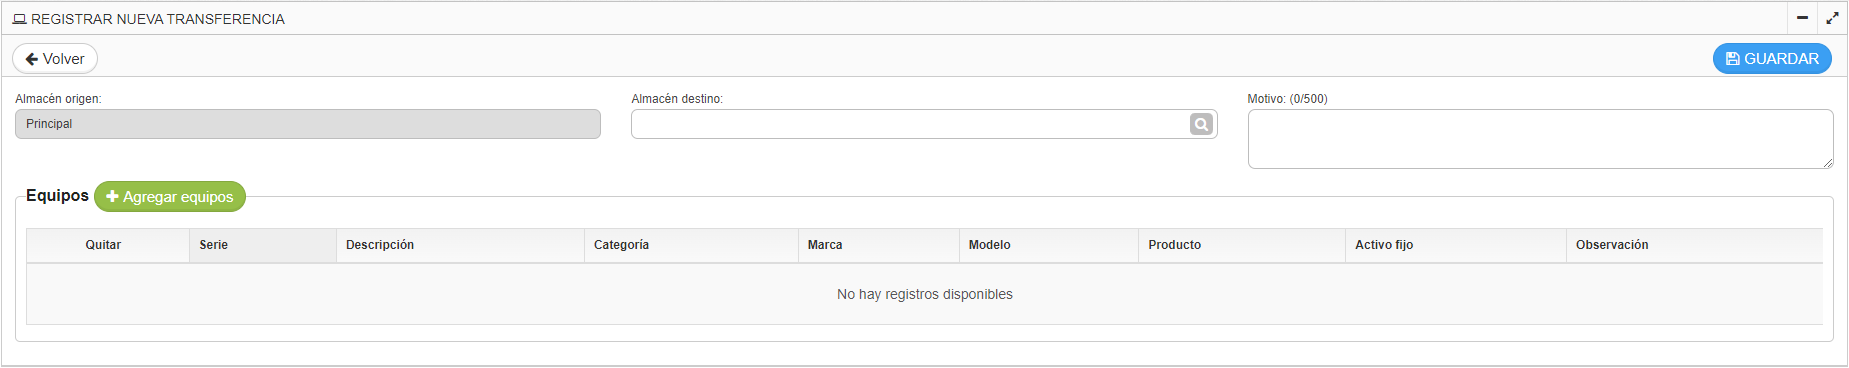 REGISTRAR NUEVA TRANSFERENCIA
Volver
GUARDAR
Almacén origen:
Almacén destino:
Motivo: (0/500)
Principal
Equipos
Agregar equipos
Quitar
Serie
Descripción
Categoría
Marca
Modelo
Producto
Activo fijo
Observación
No hay registros disponibles